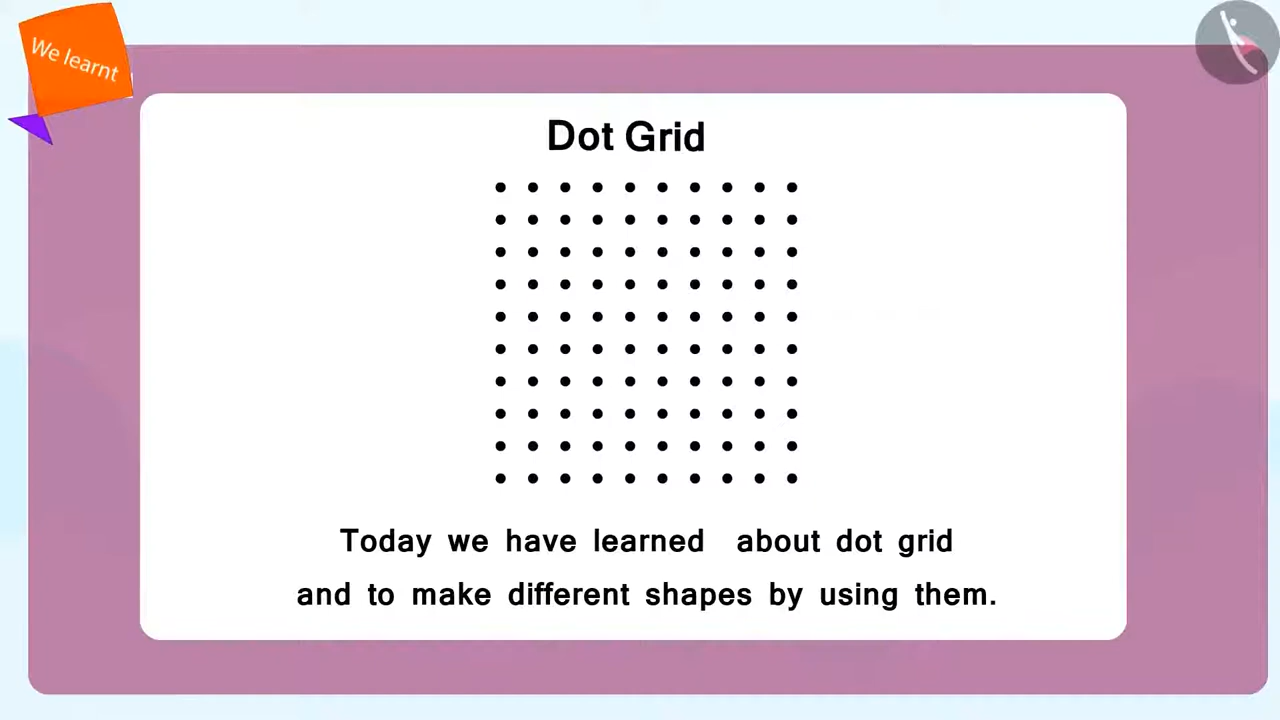 We learnt
Dot Grid
Today we have learned about dot grid
and to make different shapes by using them.